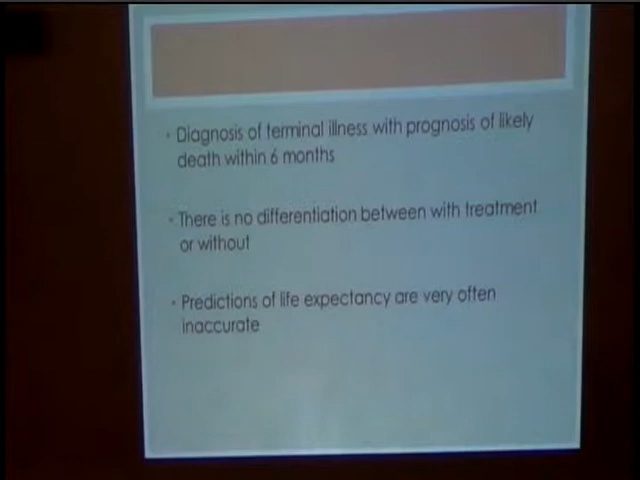 • Diagnosis of terminal illness with prognosis of likely
death within 6 months
• There is no differentiation between with treatment
or without
• Predictions of life expectancy are very often
inaccurate